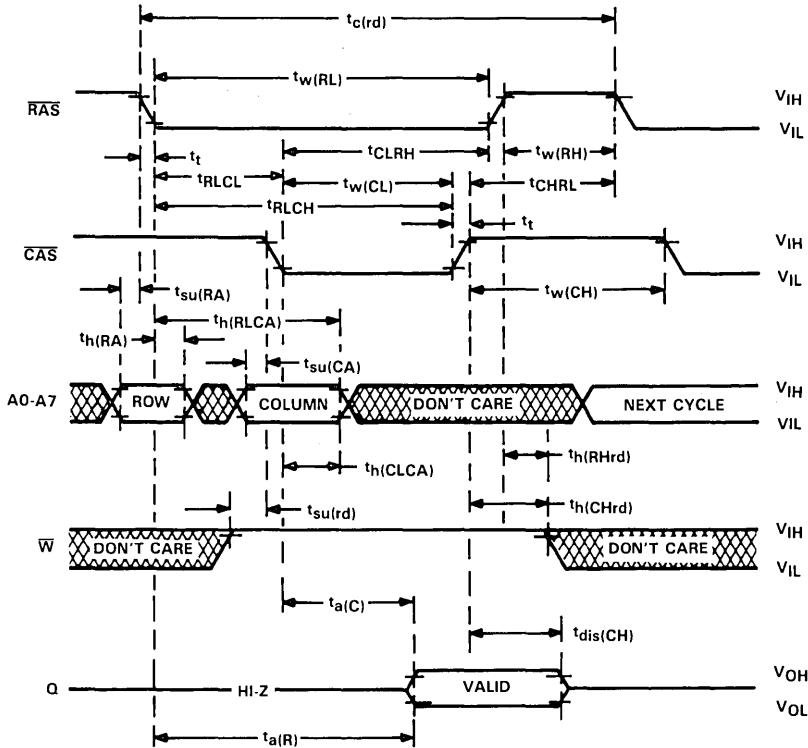 tc(rd)
tw(RL)
RAS
VIH
VIL
tt
tCLRH
tw(RH)
tRLCL
tw(CL)
tCHRL
tRLCH
tt
CAS
VIH
VIL
tsu(RA)
tw(CH)
th(RA)
th(RLCA)
tsu(CA)
A0-A7
ROW
COLUMN
DON'T CARE
NEXT CYCLE
VIH
VIL
th(RHrd)
th(CLCA)
tsu(rd)
th(CHrd)
W
DON'T CARE
DON'T CARE
VIH
VIL
ta(C)
tdis(CH)
Q
HI-Z
VALID
VOH
VOL
ta(R)